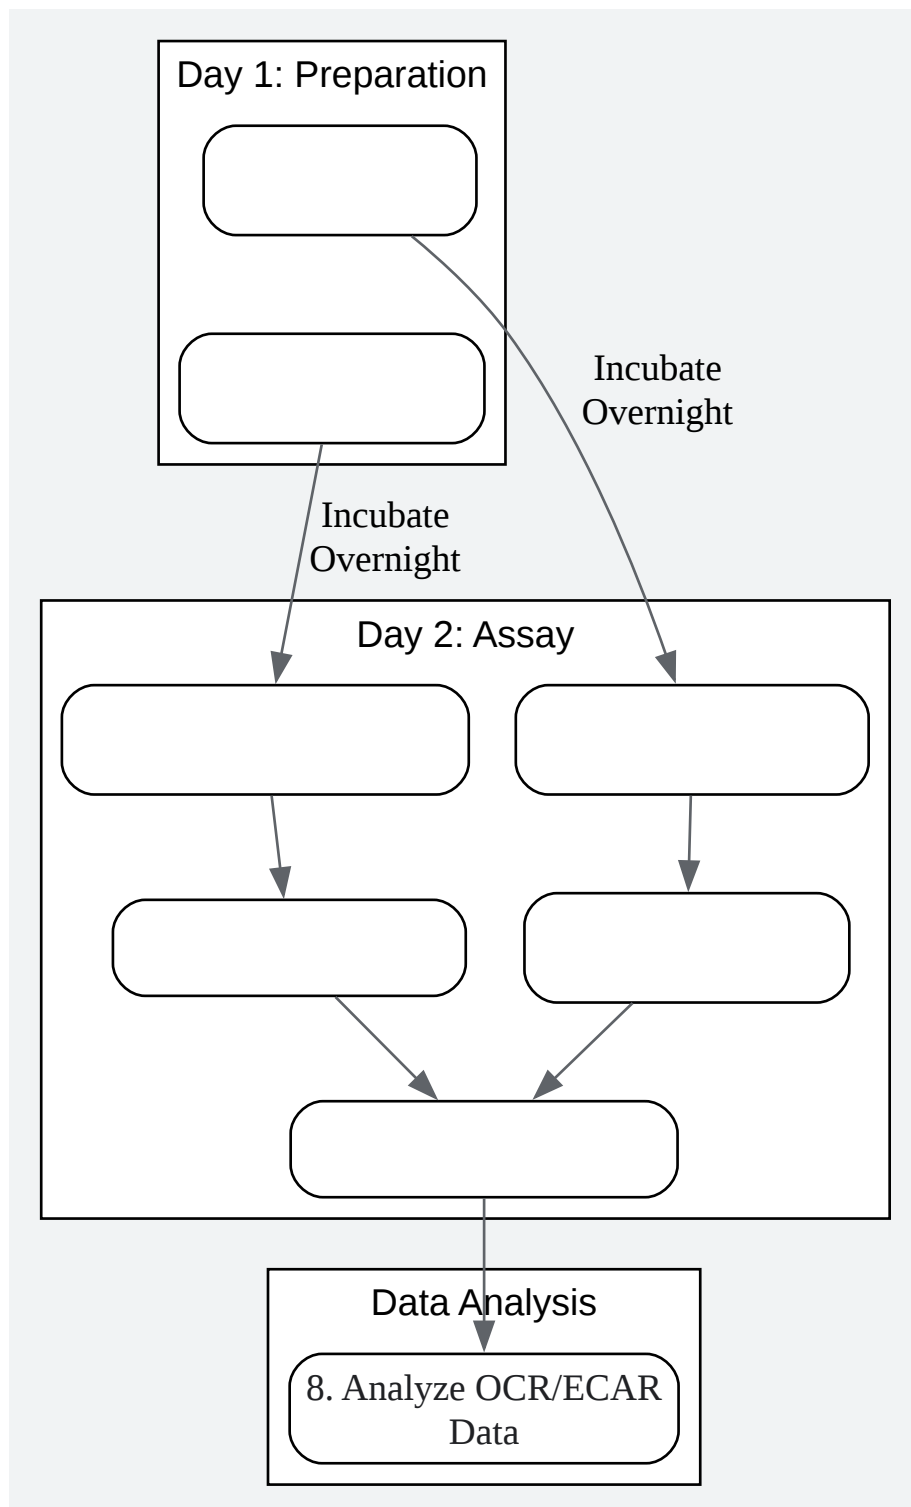 Day 1: Preparation
Incubate
Overnight
Incubate
Overnight
Day 2: Assay
Data Analysis
8. Analyze OCR/ECAR
Data